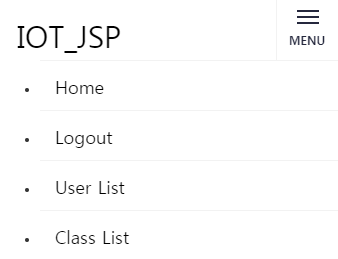 IOT_JSP
MENU
Home
Logout
User List
Class List